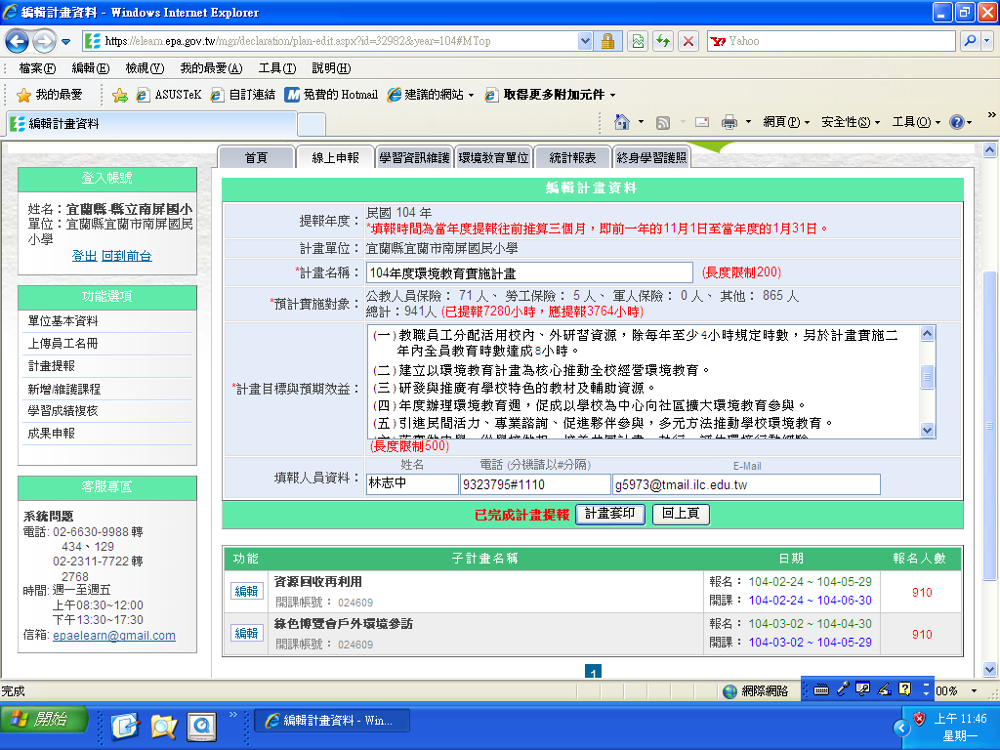 編輯計畫資料 - Windows Internet Explorer
https://elearn.epa.gov.tw/mgr/declaration/plan-edit.aspx?id=32982&year=104#MTop
Yahoo
檔案(F) 編輯(E) 檢視(V) 我的最愛(A) 工具(T) 說明(H)
我的最愛 ASUSTeK 自訂連結 免費的 Hotmail 建議的網站 取得更多附加元件
編輯計畫資料
網頁(P) 安全性(S) 工具(O)
首頁 線上申報 學習資訊維護 環境教育單位 統計報表 終身學習護照
登入帳號
姓名：宜蘭縣-縣立南屏國小
單位：宜蘭縣宜蘭市南屏國民
小學
登出 回到前台
功能選項
單位基本資料
上傳員工名冊
計畫提報
新增/維護課程
學習成績複核
成果申報
客服專區
系統問題
電話: 02-6630-9988 轉
434、129
02-2311-7722 轉
2768
時間: 週一至週五
上午08:30~12:00
下午13:30~17:30
信箱: epaelearn@gmail.com
編輯計畫資料
提報年度： 民國 104 年
*填報時間為當年度提報往前推算三個月，即前一年的11月1日至當年度的1月31日。
計畫單位： 宜蘭縣宜蘭市南屏國民小學
*計畫名稱： 104年度環境教育實施計畫 (長度限制200)
*預計實施對象： 公教人員保險： 71 人、 勞工保險： 5 人、 軍人保險： 0 人、 其他： 865 人
總計：941人 (已提報7280小時，應提報3764小時)
*計畫目標與預期效益：
(一)教職員工分配活用校內、外研習資源，除每年至少4小時規定時數，另於計畫實施二
年內全員教育時數達成8小時。
(二)建立以環境教育計畫為核心推動全校經營環境教育。
(三)研發與推廣有學校特色的教材及輔助資源。
(四)年度辦理環境教育週，促成以學校為中心向社區擴大環境教育參與。
(五)引進民間活力、專業諮詢、促進夥伴參與，多元方法推動學校環境教育。
(長度限制500)
填報人員資料： 姓名 電話 (分機請以#分隔) E-Mail
林志中 9323795#1110 g5973@tmail.ilc.edu.tw
已完成計畫提報 計畫套印 回上頁
功能 子計畫名稱 日期 報名人數
編輯 資源回收再利用 報名： 104-02-24 ~ 104-05-29 910
開課帳號： 024609 開課： 104-02-24 ~ 104-06-30
編輯 綠色博覽會戶外環境參訪 報名： 104-03-02 ~ 104-04-30 910
開課帳號： 024609 開課： 104-03-02 ~ 104-05-29
1
完成 網際網路 00%
開始 編輯計畫資料 - Win... 上午 11:46
星期一